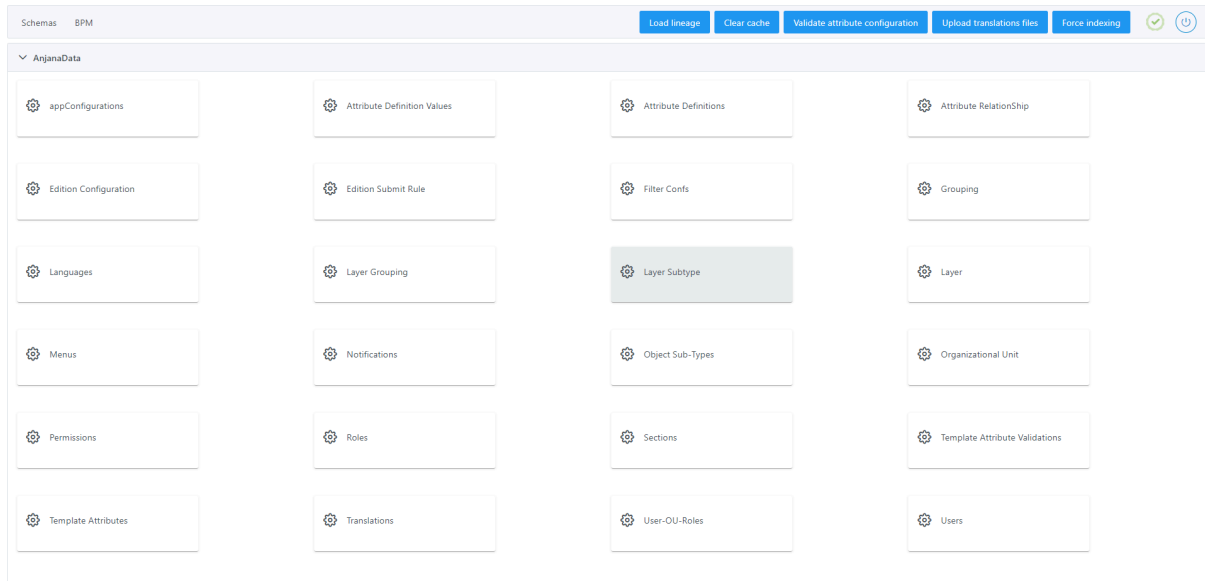 Schemas BPM Load lineage Clear cache Validate attribute configuration Upload translations files Force indexing
AnjanaData
appConfigurations Attribute Definition Values Attribute Definitions Attribute RelationShip
Edition Configuration Edition Submit Rule Filter Confs Grouping
Languages Layer Grouping Layer Subtype Layer
Menus Notifications Object Sub-Types Organizational Unit
Permissions Roles Sections Template Attribute Validations
Template Attributes Translations User-OU-Roles Users